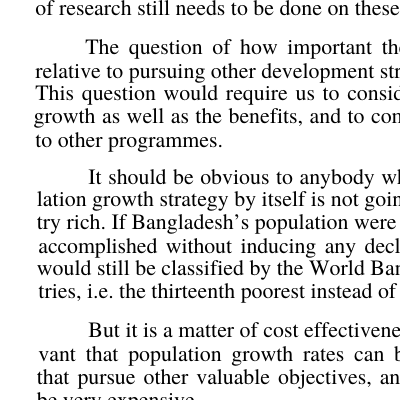 of research still needs to be done on these
The question of how important the
relative to pursuing other development str
This question would require us to consid
growth as well as the benefits, and to com
to other programmes.
It should be obvious to anybody wh
lation growth strategy by itself is not goin
try rich. If Bangladesh's population were
accomplished without inducing any decl
would still be classified by the World Ban
tries, i.e. the thirteenth poorest instead of
But it is a matter of cost effectivene
vant that population growth rates can b
that pursue other valuable objectives, an
be very expensive